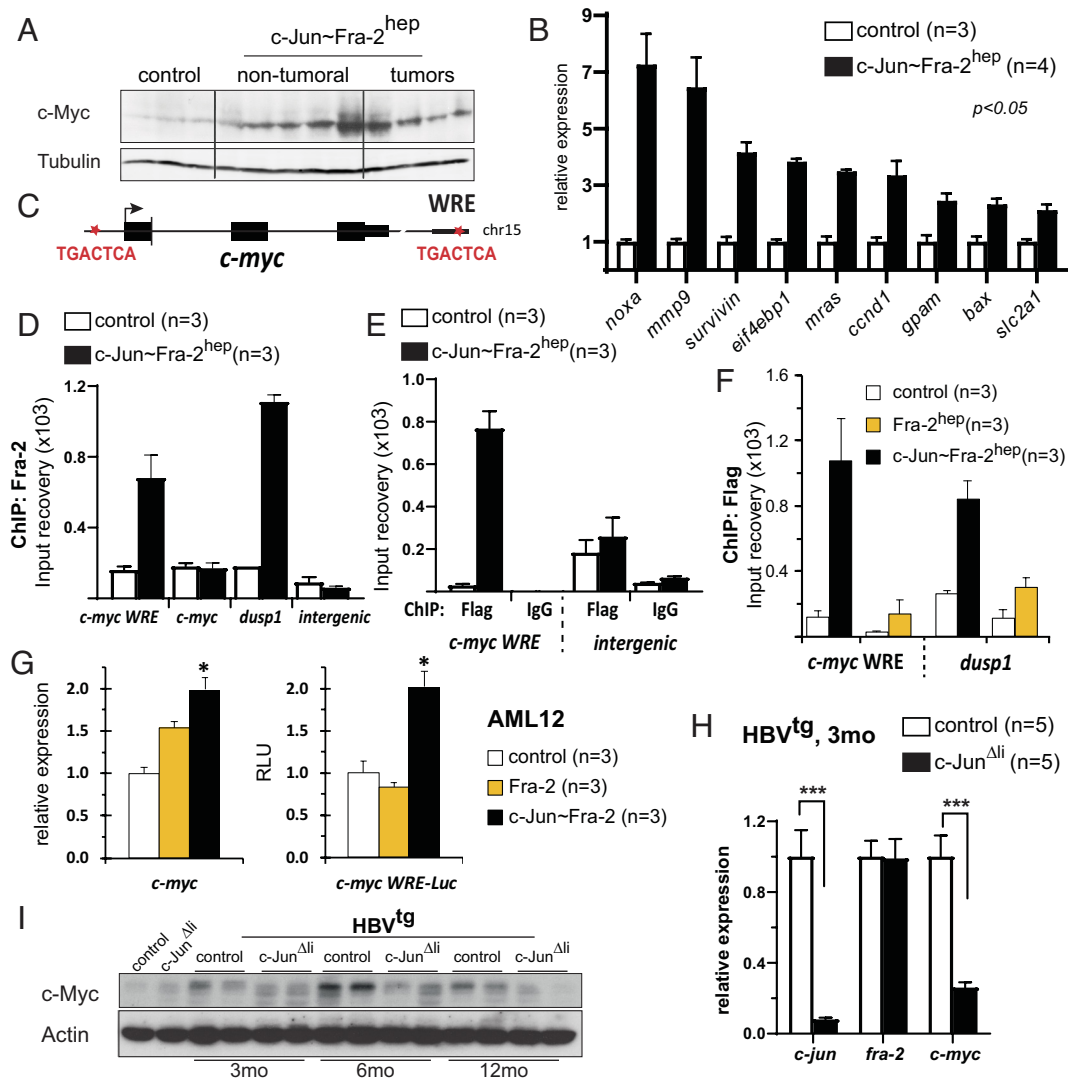 A
c-Jun~Fra-2hep
control non-tumoral tumors
c-Myc
Tubulin
B
control (n=3)
c-Jun~Fra-2hep (n=4)
p<0.05
relative expression
9
7
5
3
1
noxa mmp9 survivin eif4ebp1 mras ccnd1 gpam bax slc2a1
C
WRE
chr15
TGACTCA
c-myc
TGACTCA
D
control (n=3)
c-Jun~Fra-2hep(n=3)
ChIP: Fra-2
Input recovery (x103)
1.2
0.8
0.4
c-myc WRE c-myc dusp1 intergenic
E
control (n=3)
c-Jun~Fra-2hep(n=3)
Input recovery (x103)
1.0
0.8
0.6
0.4
0.2
0
ChIP: Flag IgG Flag IgG
c-myc WRE intergenic
F
control (n=3)
Fra-2hep(n=3)
c-Jun~Fra-2hep(n=3)
ChIP: Flag
Input recovery (x103)
1.6
1.2
0.8
0.4
0
c-myc WRE dusp1
G
relative expression
2.0
1.5
1.0
0.5
0.0
*
c-myc
RLU
2.0
1.5
1.0
0.5
0.0
*
c-myc WRE-Luc
AML12
control (n=3)
Fra-2 (n=3)
c-Jun~Fra-2 (n=3)
H
HBVtg, 3mo
control (n=5)
c-JunΔli (n=5)
relative expression
1.2
0.9
0.6
0.4
0.0
***
***
c-jun fra-2 c-myc
I
HBVtg
control c-JunΔli control c-JunΔli control c-JunΔli control c-JunΔli
c-Myc
Actin
3mo 6mo 12mo